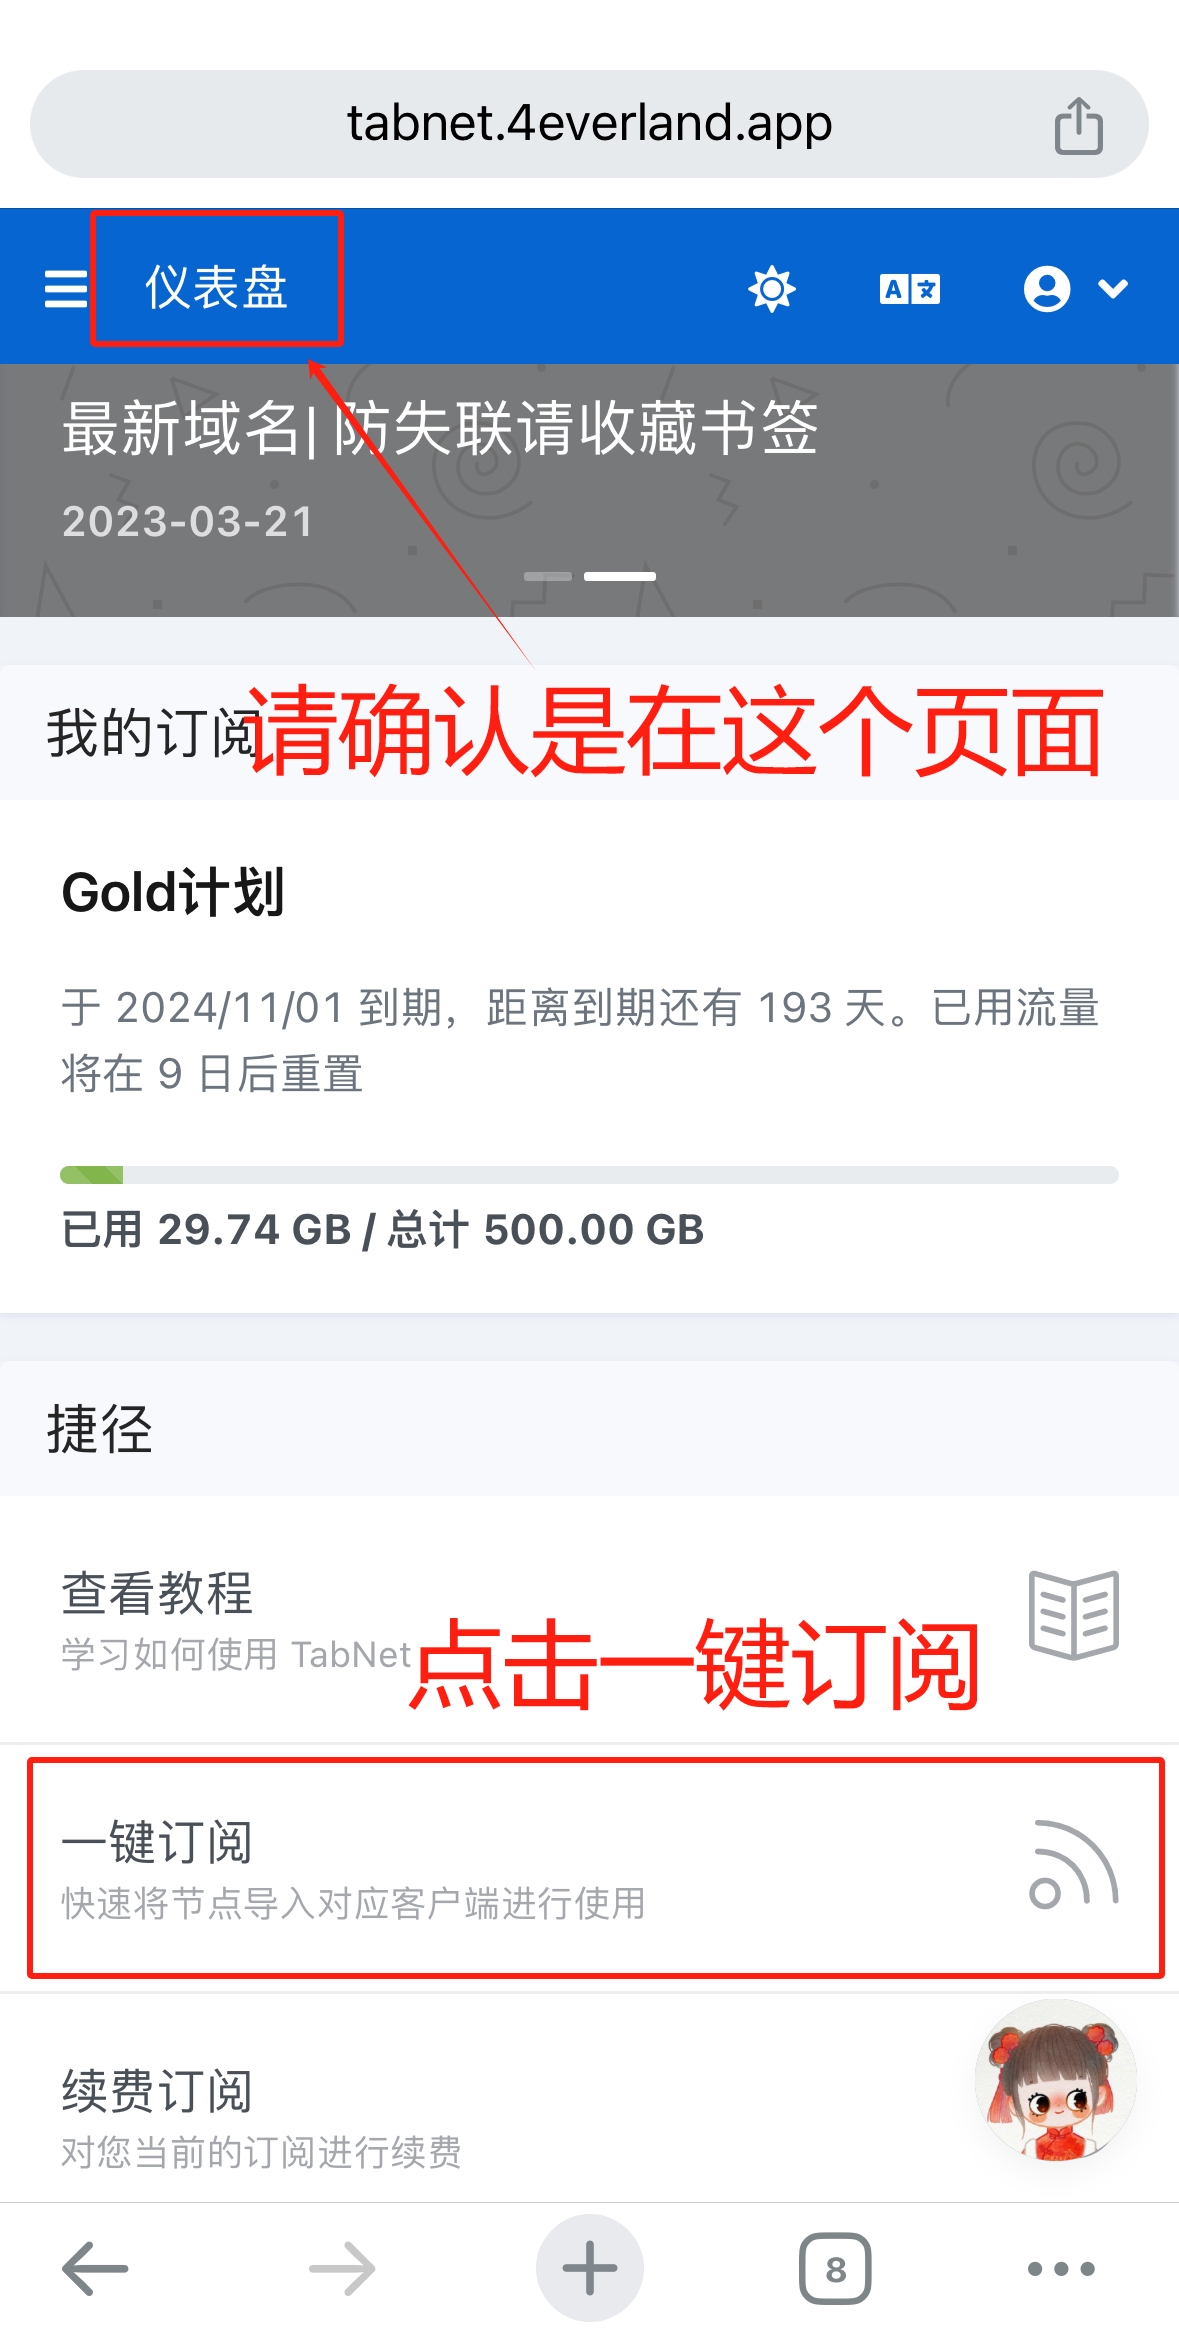 tabnet.4everland.app
仪表盘
A 文
最新域名| 防失联请收藏书签
2023-03-21
我的订阅
请确认是在这个页面
Gold计划
于 2024/11/01 到期，距离到期还有 193 天。已用流量
将在 9 日后重置
已用 29.74 GB / 总计 500.00 GB
捷径
查看教程
学习如何使用 TabNet
点击一键订阅
一键订阅
快速将节点导入对应客户端进行使用
续费订阅
对您当前的订阅进行续费
8